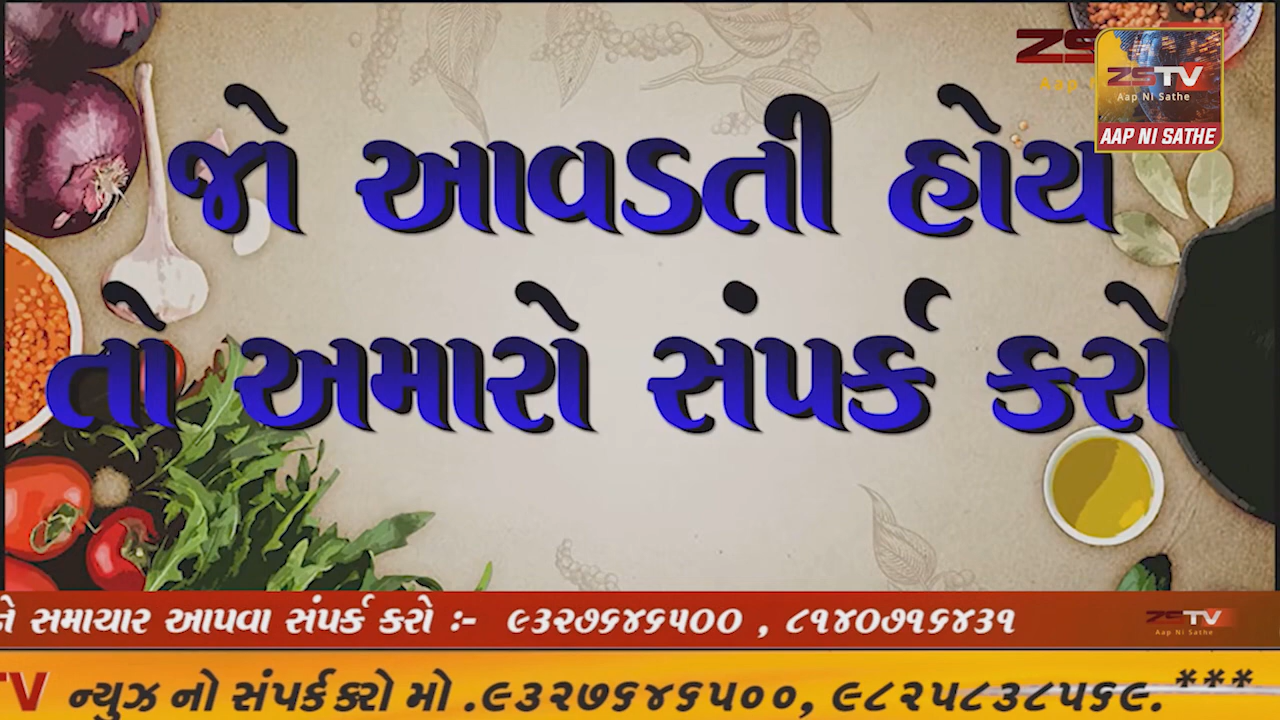 ZSTV
Aap Ni Sathe
AAP NI SATHE
જો આવડતી હોય
તો અમારો સંપર્ક કરો
ને સમાચાર આપવા સંપર્ક કરો :- ૯૩૨૭૬૪૬૫૦૦ , ૮૧૪૦૭૧૬૪૩૧
ZSTV
Aap Ni Sathe
TV ન્યુઝ નો સંપર્ક કરો મો .૯૩૨૭૬૪૬૫૦૦, ૯૮૨૫૮૩૮૫૬૯. ***